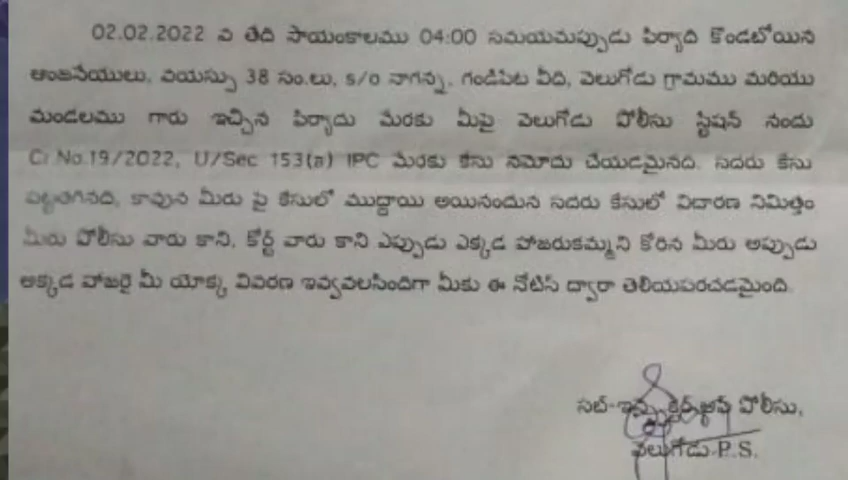 02.02.2022 వ తేది సాయంకాలము 04:00 సమయమప్పుడు పిర్యాది కొండబోయిన
ఆంజనేయులు, వయస్సు 38 సం.లు, s/o నాగన్న, గండిపేట వీది, వెలుగోడు గ్రామము మరియు
మండలము గారు ఇచ్చిన పిర్యాదు మేరకు మీపై వెలుగోడు పోలీసు స్టేషన్ నందు
Cr.No.19/2022, U/Sec 153(a) IPC మేరకు కేసు నమోదు చేయడమైనది. సదరు కేసు
కావున మీరు పై కేసులో ముద్దాయి అయినందున సదరు కేసులో విచారణ నిమిత్తం
మీరు పోలీసు వారు కాని, కోర్ట్ వారు కాని ఎప్పుడు ఎక్కడ హాజరుకమ్మని కోరిన మీరు అప్పుడు
అక్కడ హాజరై మీ యొక్క వివరణ ఇవ్వవలసిందిగా మీకు ఈ నోటీస్ ద్వారా తెలియపరచడమైంది.
సబ్-ఇన్స్పెక్టర్ ఆఫ్ పోలీసు,
వెలుగోడు P.S.